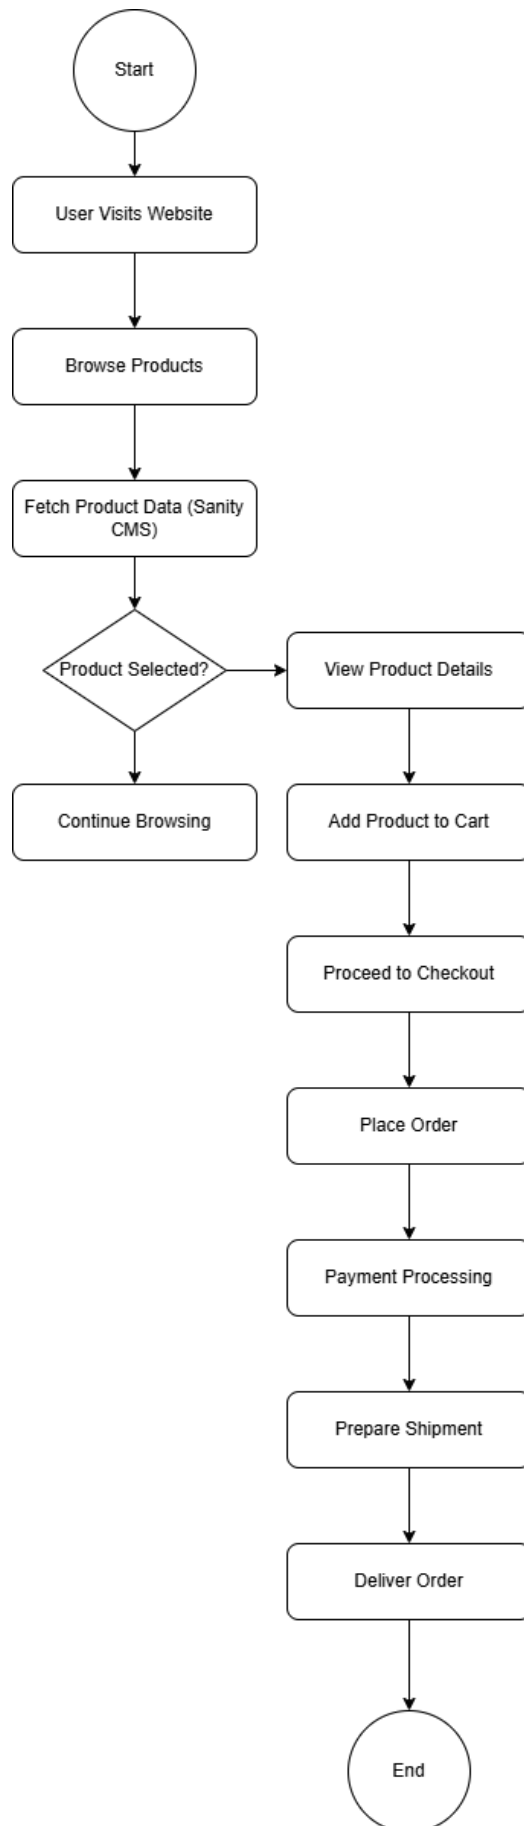 Start
User Visits Website
Browse Products
Fetch Product Data (Sanity
CMS)
Product Selected?
View Product Details
Continue Browsing
Add Product to Cart
Proceed to Checkout
Place Order
Payment Processing
Prepare Shipment
Deliver Order
End